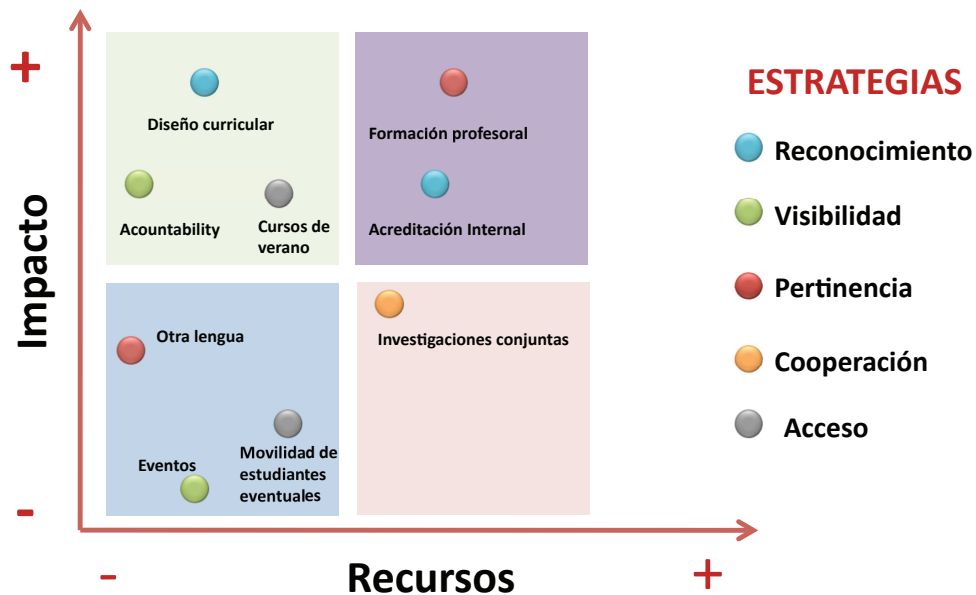 +
Impacto
-
Diseño curricular
Acountability
Cursos de
verano
Formación profesoral
Acreditación Internal
Otra lengua
Eventos
Movilidad de
estudiantes
eventuales
Investigaciones conjuntas
-
Recursos
+
ESTRATEGIAS
Reconocimiento
Visibilidad
Pertinencia
Cooperación
Acceso